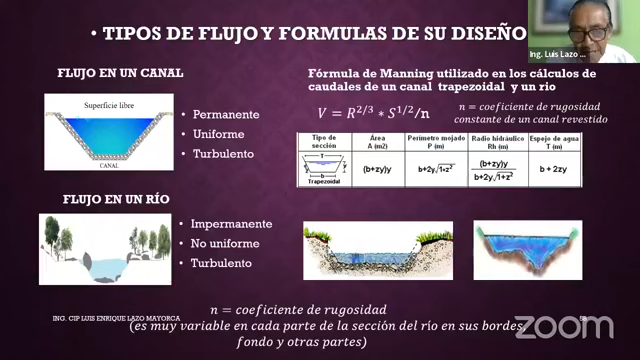 • TIPOS DE FLUJO Y FORMULAS DE SU DISEÑO
Ing. Luis Lazo ...
FLUJO EN UN CANAL
Superficie libre
CANAL
• Permanente
• Uniforme
• Turbulento
Fórmula de Manning utilizado en los cálculos de
caudales de un canal trapezoidal y un rio
V = R^2/3 * S^1/2/n
n = coeficiente de rugosidad
constante de un canal revestido
Tipo de sección | Área A (m2) | Perímetro mojado P (m) | Radio hidráulico Rh (m) | Espejo de agua T (m)
Trapezoidal | (b+zy)y | b+2y√1+z² | (b+zy)y / b+2y√1+z² | b + 2zy
FLUJO EN UN RÍO
• Impermanente
• No uniforme
• Turbulento
n = coeficiente de rugosidad
(es muy variable en cada parte de la sección del río en sus bordes,
fondo y otras partes)
ING. CIP LUIS ENRIQUE LAZO MAYORCA
zoom